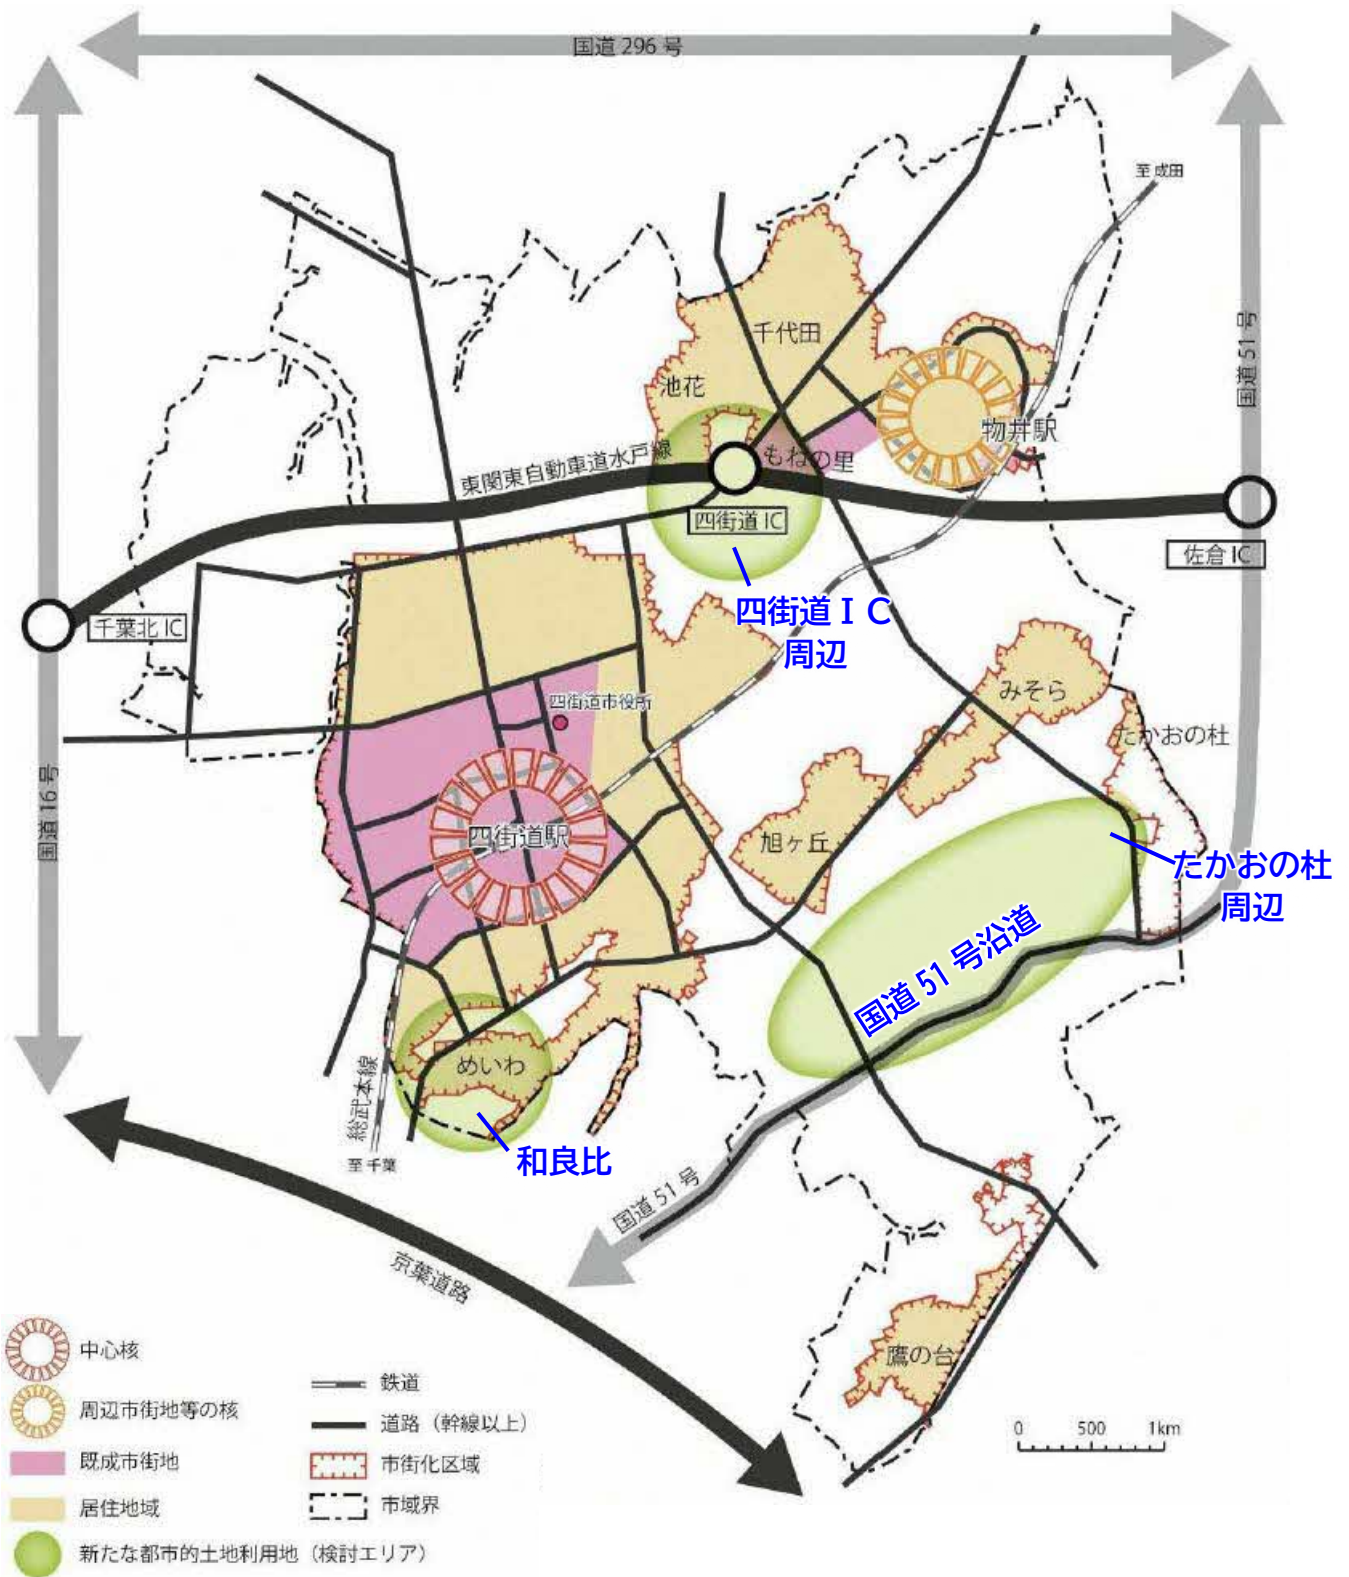 国道 296 号
至 成田
国道 51 号
千代田
池花
物井駅
もねの里
東関東自動車道水戸線
四街道 IC
佐倉 IC
四街道ＩＣ
周辺
千葉北 IC
みそら
四街道市役所
たかおの杜
国道 16 号
四街道駅
旭ヶ丘
たかおの杜
周辺
国道 51 号沿道
めいわ
総武本線
至 千葉
和良比
国道 51 号
京葉道路
鷹の台
中心核
周辺市街地等の核
既成市街地
居住地域
新たな都市的土地利用地（検討エリア）
鉄道
道路（幹線以上）
市街化区域
市域界
0 500 1km